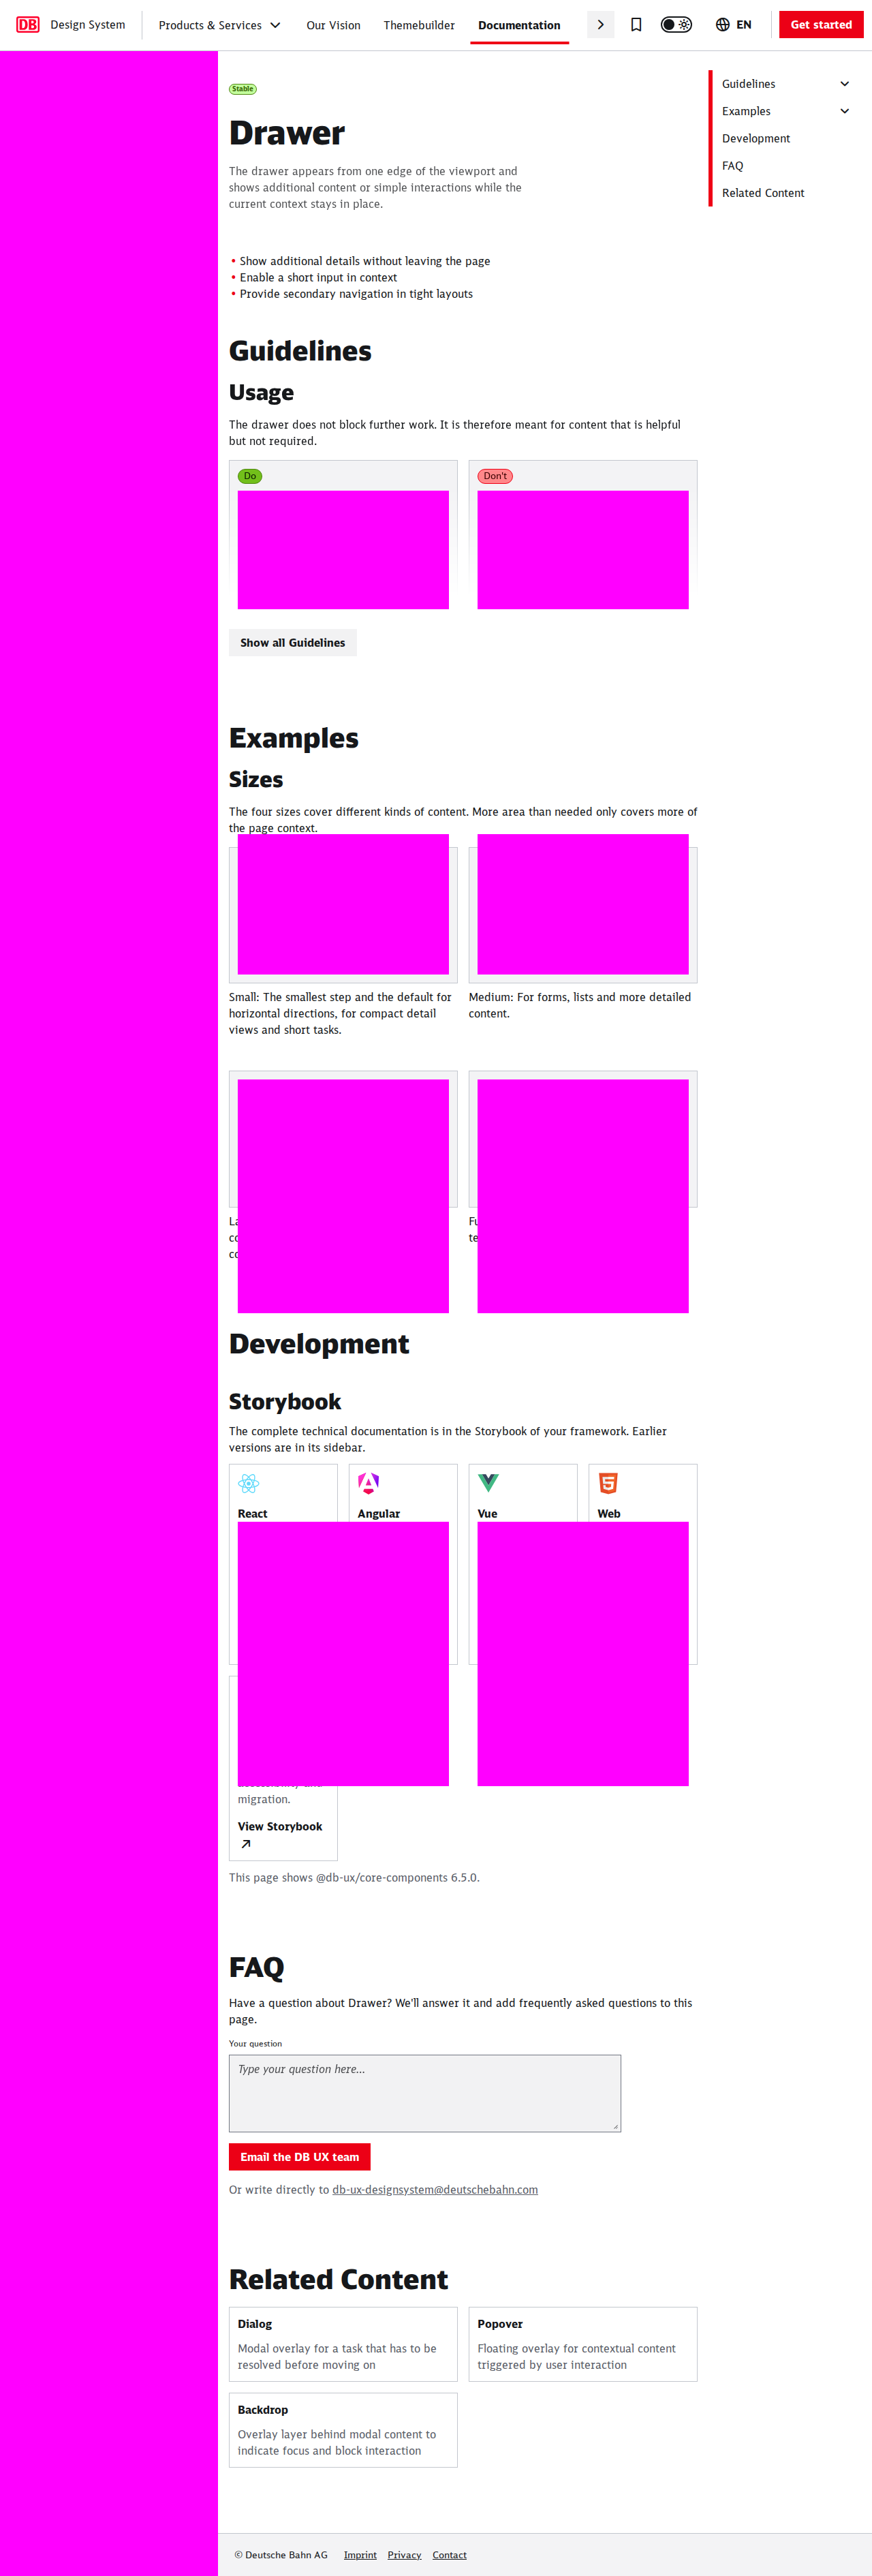 DB Design System Products & Services Our Vision Themebuilder Documentation EN Get started
Stable
Drawer
The drawer appears from one edge of the viewport and
shows additional content or simple interactions while the
current context stays in place.
Guidelines
Examples
Development
FAQ
Related Content
• Show additional details without leaving the page
• Enable a short input in context
• Provide secondary navigation in tight layouts
Guidelines
Usage
The drawer does not block further work. It is therefore meant for content that is helpful
but not required.
Do
Don't
Show all Guidelines
Examples
Sizes
The four sizes cover different kinds of content. More area than needed only covers more of
the page context.
Small: The smallest step and the default for
horizontal directions, for compact detail
views and short tasks.
Medium: For forms, lists and more detailed
content.
Development
Storybook
The complete technical documentation is in the Storybook of your framework. Earlier
versions are in its sidebar.
React
Angular
Vue
Web
migration.
View Storybook
This page shows @db-ux/core-components 6.5.0.
FAQ
Have a question about Drawer? We'll answer it and add frequently asked questions to this
page.
Your question
Type your question here...
Email the DB UX team
Or write directly to db-ux-designsystem@deutschebahn.com
Related Content
Dialog
Modal overlay for a task that has to be
resolved before moving on
Popover
Floating overlay for contextual content
triggered by user interaction
Backdrop
Overlay layer behind modal content to
indicate focus and block interaction
© Deutsche Bahn AG Imprint Privacy Contact